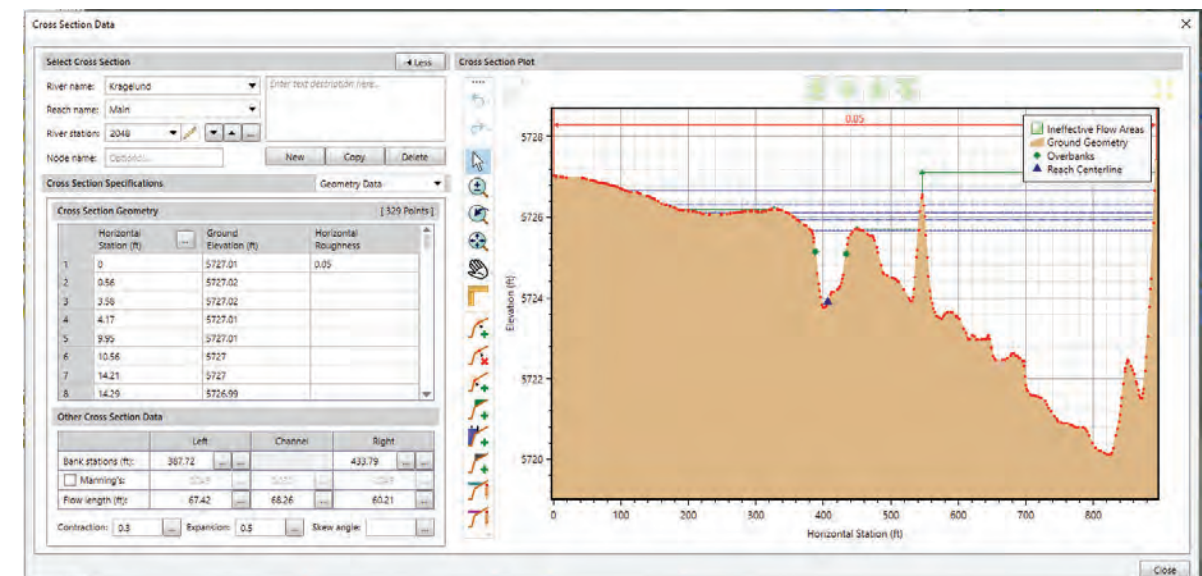 Cross Section Data
Select Cross Section
Less
River name: Kragelund
Enter text description here...
Reach name: Main
River station: 2048
Node name: Optional...
New Copy Delete
Cross Section Specifications Geometry Data
Cross Section Geometry [ 329 Points ]
Horizontal Station (ft) ... Ground Elevation (ft) Horizontal Roughness
1 0 5727.01 0.05
2 0.56 5727.02
3 3.58 5727.02
4 4.17 5727.01
5 9.95 5727.01
6 10.56 5727
7 14.21 5727
8 14.29 5726.99
Other Cross Section Data
Left Channel Right
Bank stations (ft): 387.72 ... ... 433.79 ... ...
Manning's:
Flow length (ft): 67.42 ... 68.26 ... 60.21 ...
Contraction: 0.3 ... Expansion: 0.5 ... Skew angle: ...
Cross Section Plot
0.05
Ineffective Flow Areas
Ground Geometry
Overbanks
Reach Centerline
Elevation (ft)
5728
5726
5724
5722
5720
0 100 200 300 400 500 600 700 800
Horizontal Station (ft)
Close